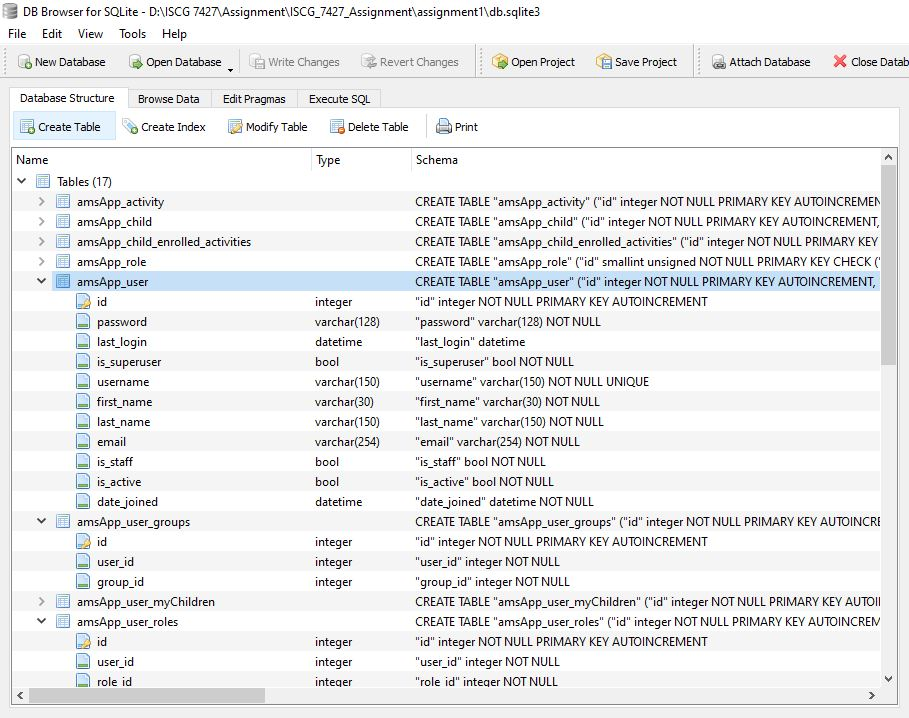 DB Browser for SQLite - D:\ISCG 7427\Assignment\ISCG_7427_Assignment\assignment1\db.sqlite3
File Edit View Tools Help
New Database Open Database Write Changes Revert Changes Open Project Save Project Attach Database Close Datab
Database Structure Browse Data Edit Pragmas Execute SQL
Create Table Create Index Modify Table Delete Table Print
Name Type Schema
Tables (17)
amsApp_activity CREATE TABLE "amsApp_activity" ("id" integer NOT NULL PRIMARY KEY AUTOINCREMEN
amsApp_child CREATE TABLE "amsApp_child" ("id" integer NOT NULL PRIMARY KEY AUTOINCREMENT,
amsApp_child_enrolled_activities CREATE TABLE "amsApp_child_enrolled_activities" ("id" integer NOT NULL PRIMARY KEY
amsApp_role CREATE TABLE "amsApp_role" ("id" smallint unsigned NOT NULL PRIMARY KEY CHECK ("
amsApp_user CREATE TABLE "amsApp_user" ("id" integer NOT NULL PRIMARY KEY AUTOINCREMENT,
id integer "id" integer NOT NULL PRIMARY KEY AUTOINCREMENT
password varchar(128) "password" varchar(128) NOT NULL
last_login datetime "last_login" datetime
is_superuser bool "is_superuser" bool NOT NULL
username varchar(150) "username" varchar(150) NOT NULL UNIQUE
first_name varchar(30) "first_name" varchar(30) NOT NULL
last_name varchar(150) "last_name" varchar(150) NOT NULL
email varchar(254) "email" varchar(254) NOT NULL
is_staff bool "is_staff" bool NOT NULL
is_active bool "is_active" bool NOT NULL
date_joined datetime "date_joined" datetime NOT NULL
amsApp_user_groups CREATE TABLE "amsApp_user_groups" ("id" integer NOT NULL PRIMARY KEY AUTOINCRE
id integer "id" integer NOT NULL PRIMARY KEY AUTOINCREMENT
user_id integer "user_id" integer NOT NULL
group_id integer "group_id" integer NOT NULL
amsApp_user_myChildren CREATE TABLE "amsApp_user_myChildren" ("id" integer NOT NULL PRIMARY KEY AUTOI
amsApp_user_roles CREATE TABLE "amsApp_user_roles" ("id" integer NOT NULL PRIMARY KEY AUTOINCREM
id integer "id" integer NOT NULL PRIMARY KEY AUTOINCREMENT
user_id integer "user_id" integer NOT NULL
role_id integer "role_id" integer NOT NULL